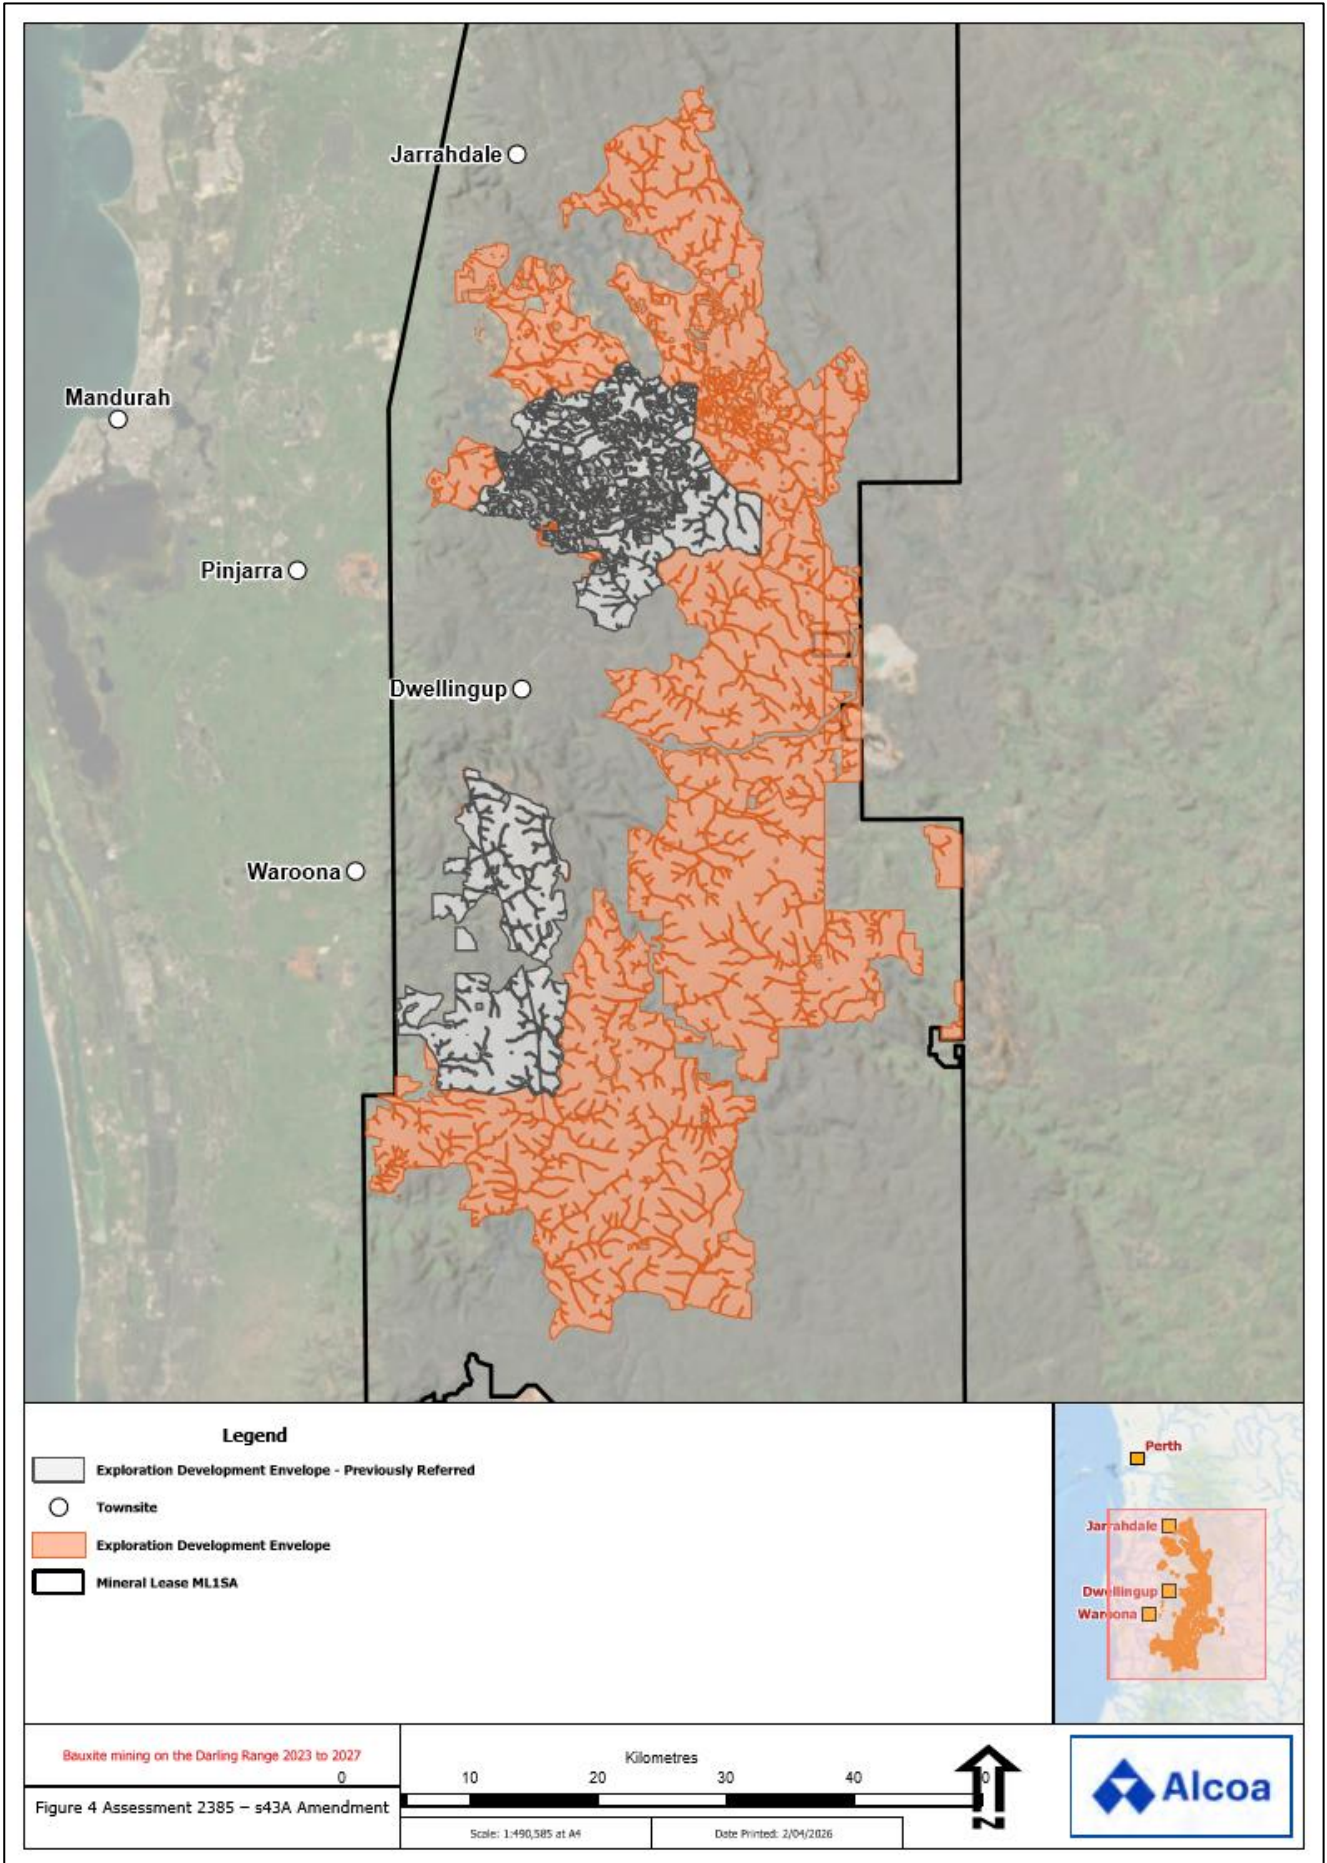 Jarrahdale
Mandurah
Pinjarra
Dwellingup
Waroona
Legend
Exploration Development Envelope - Previously Referred
Townsite
Exploration Development Envelope
Mineral Lease ML1SA
Perth
Jarrahdale
Dwellingup
Waroona
Bauxite mining on the Darling Range 2023 to 2027
Figure 4 Assessment 2385 – s43A Amendment
Kilometres
0 10 20 30 40
Scale: 1:490,585 at A4
Date Printed: 2/04/2026
N
Alcoa